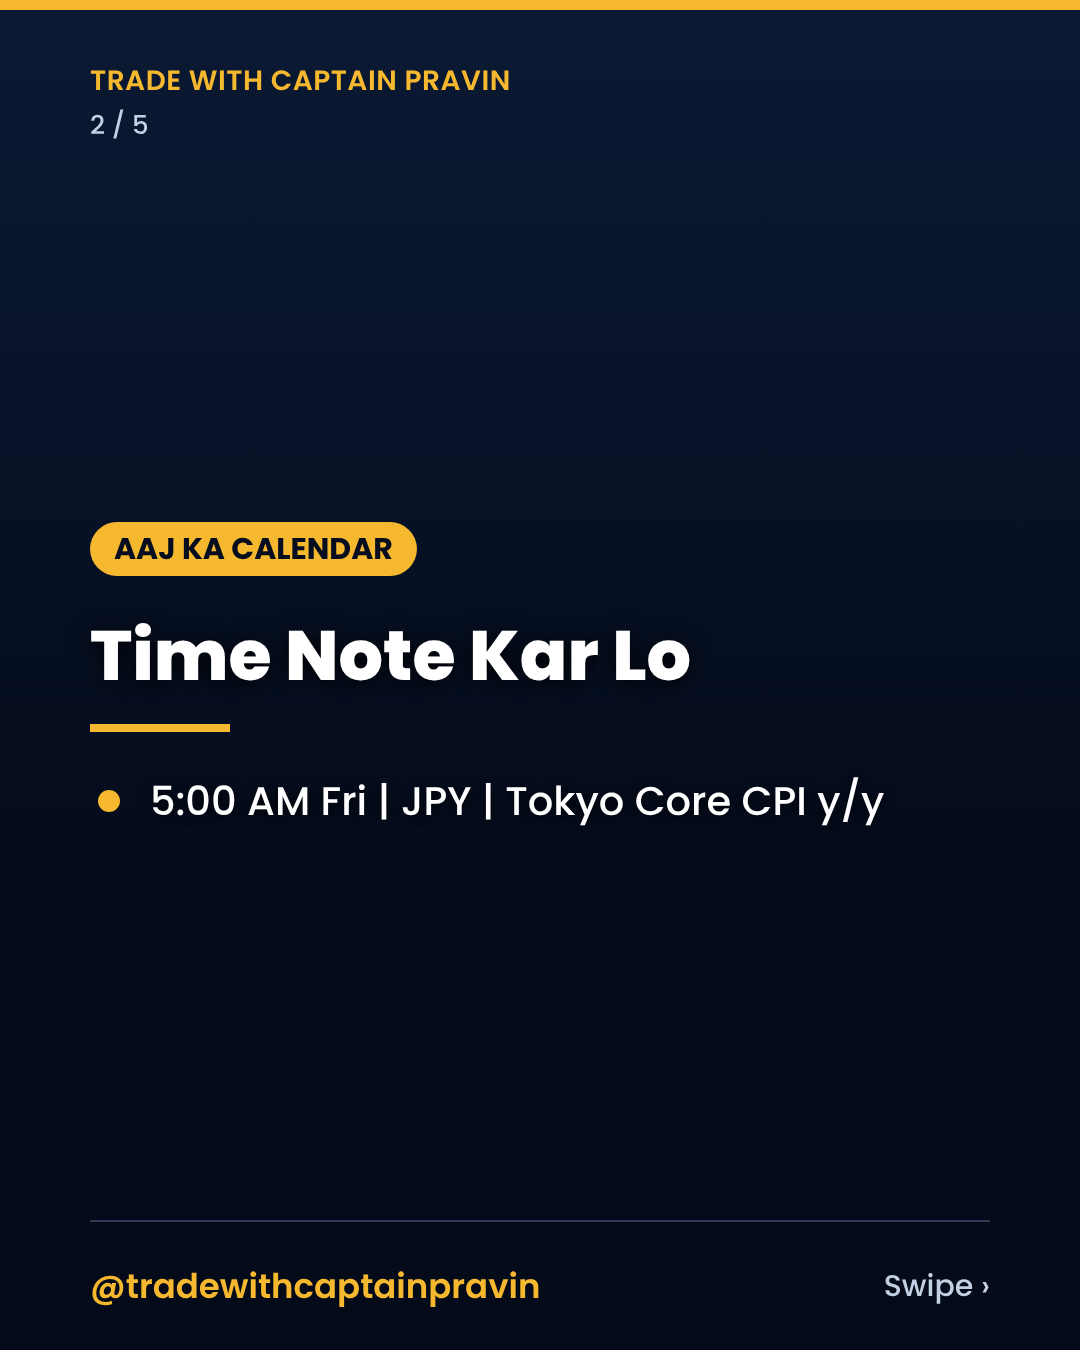 TRADE WITH CAPTAIN PRAVIN
2 / 5
AAJ KA CALENDAR
Time Note Kar Lo
5:00 AM Fri | JPY | Tokyo Core CPI y/y
@tradewithcaptainpravin
Swipe ›